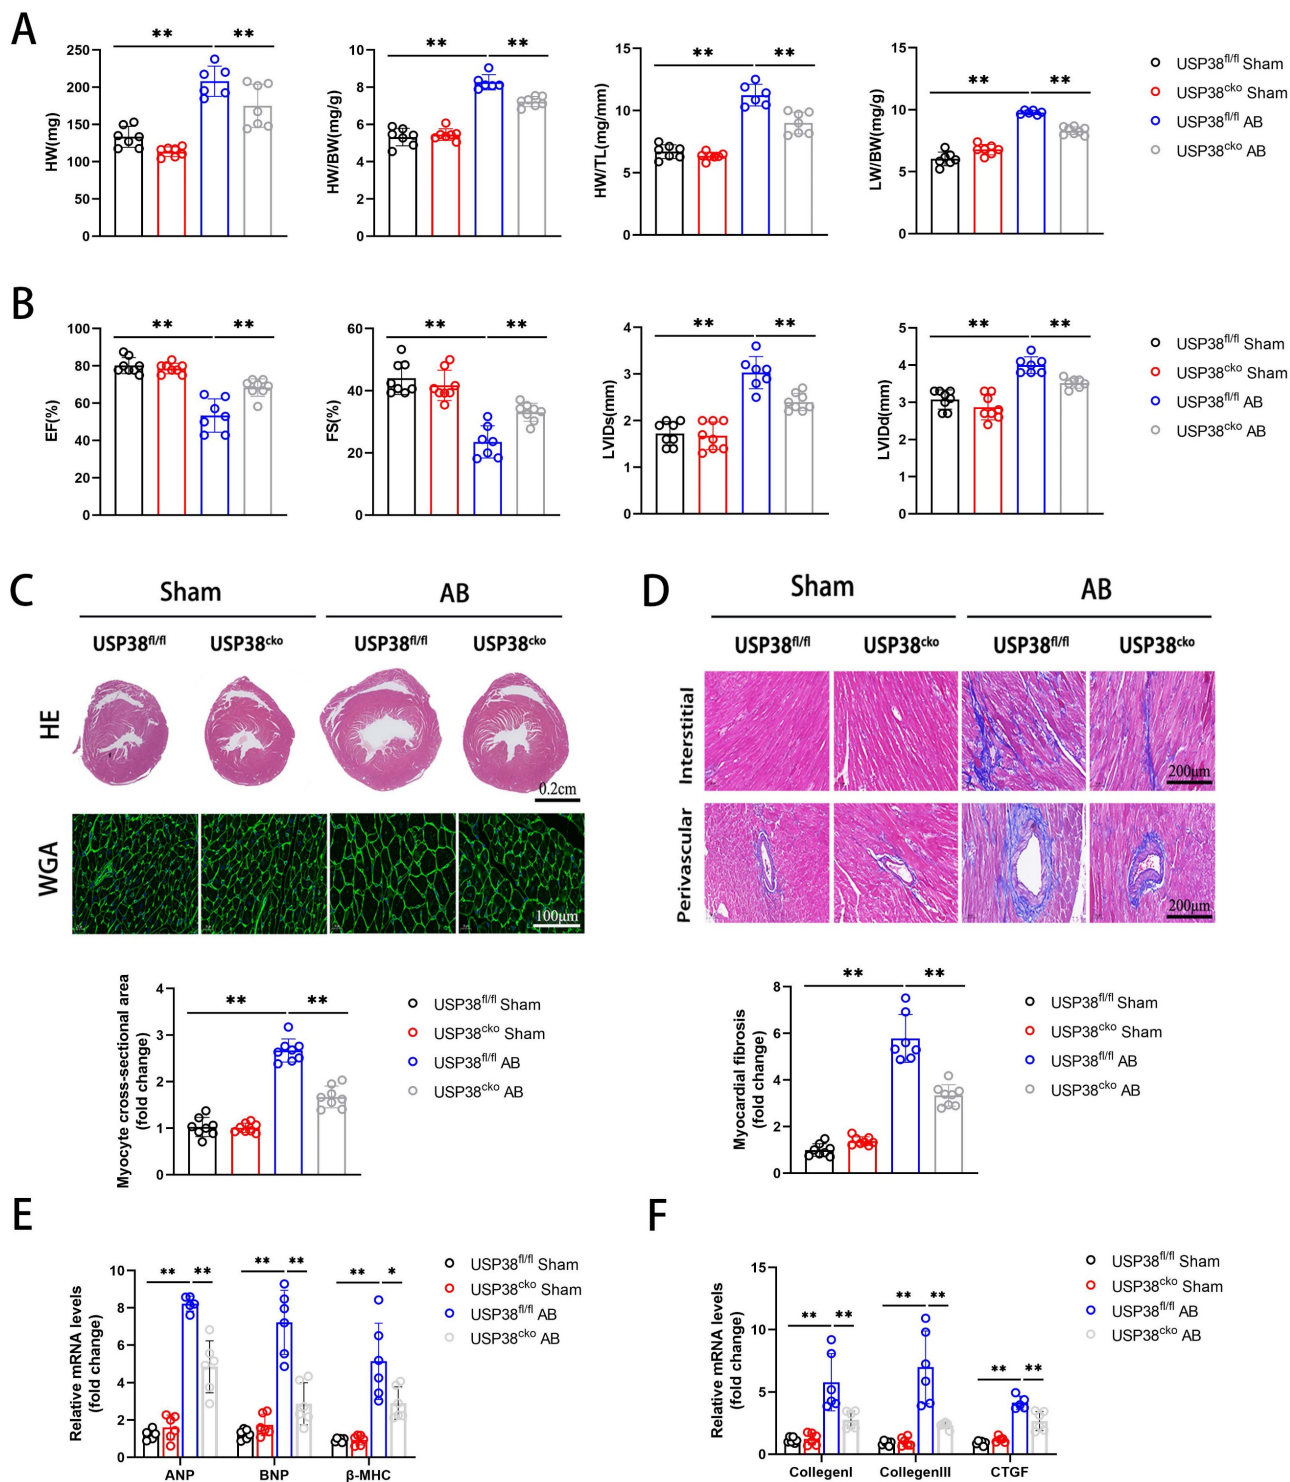 A
HW(mg)
250
200
150
100
50
0
** **
HW/BW(mg/g)
10
8
6
4
2
0
** **
HW/TL(mg/mm)
15
10
5
0
** **
LW/BW(mg/g)
15
10
5
0
** **
USP38fl/fl Sham
USP38cko Sham
USP38fl/fl AB
USP38cko AB
B
EF(%)
100
80
60
40
20
0
** **
FS(%)
60
40
20
0
** **
LVIDs(mm)
4
3
2
1
0
** **
LVIDd(mm)
5
4
3
2
1
0
** **
USP38fl/fl Sham
USP38cko Sham
USP38fl/fl AB
USP38cko AB
C
Sham AB
USP38fl/fl USP38cko USP38fl/fl USP38cko
HE
0.2cm
WGA
100μm
Myocyte cross-sectional area
(fold change)
4
3
2
1
0
** **
USP38fl/fl Sham
USP38cko Sham
USP38fl/fl AB
USP38cko AB
D
Sham AB
USP38fl/fl USP38cko USP38fl/fl USP38cko
Interstitial
200μm
Perivascular
200μm
Myocardial fibrosis
(fold change)
8
6
4
2
0
** **
USP38fl/fl Sham
USP38cko Sham
USP38fl/fl AB
USP38cko AB
E
Relative mRNA levels
(fold change)
10
8
6
4
2
0
** ** ** ** ** *
ANP BNP β-MHC
USP38fl/fl Sham
USP38cko Sham
USP38fl/fl AB
USP38cko AB
F
Relative mRNA levels
(fold change)
15
10
5
0
** ** ** ** ** **
CollegenI CollegenIII CTGF
USP38fl/fl Sham
USP38cko Sham
USP38fl/fl AB
USP38cko AB